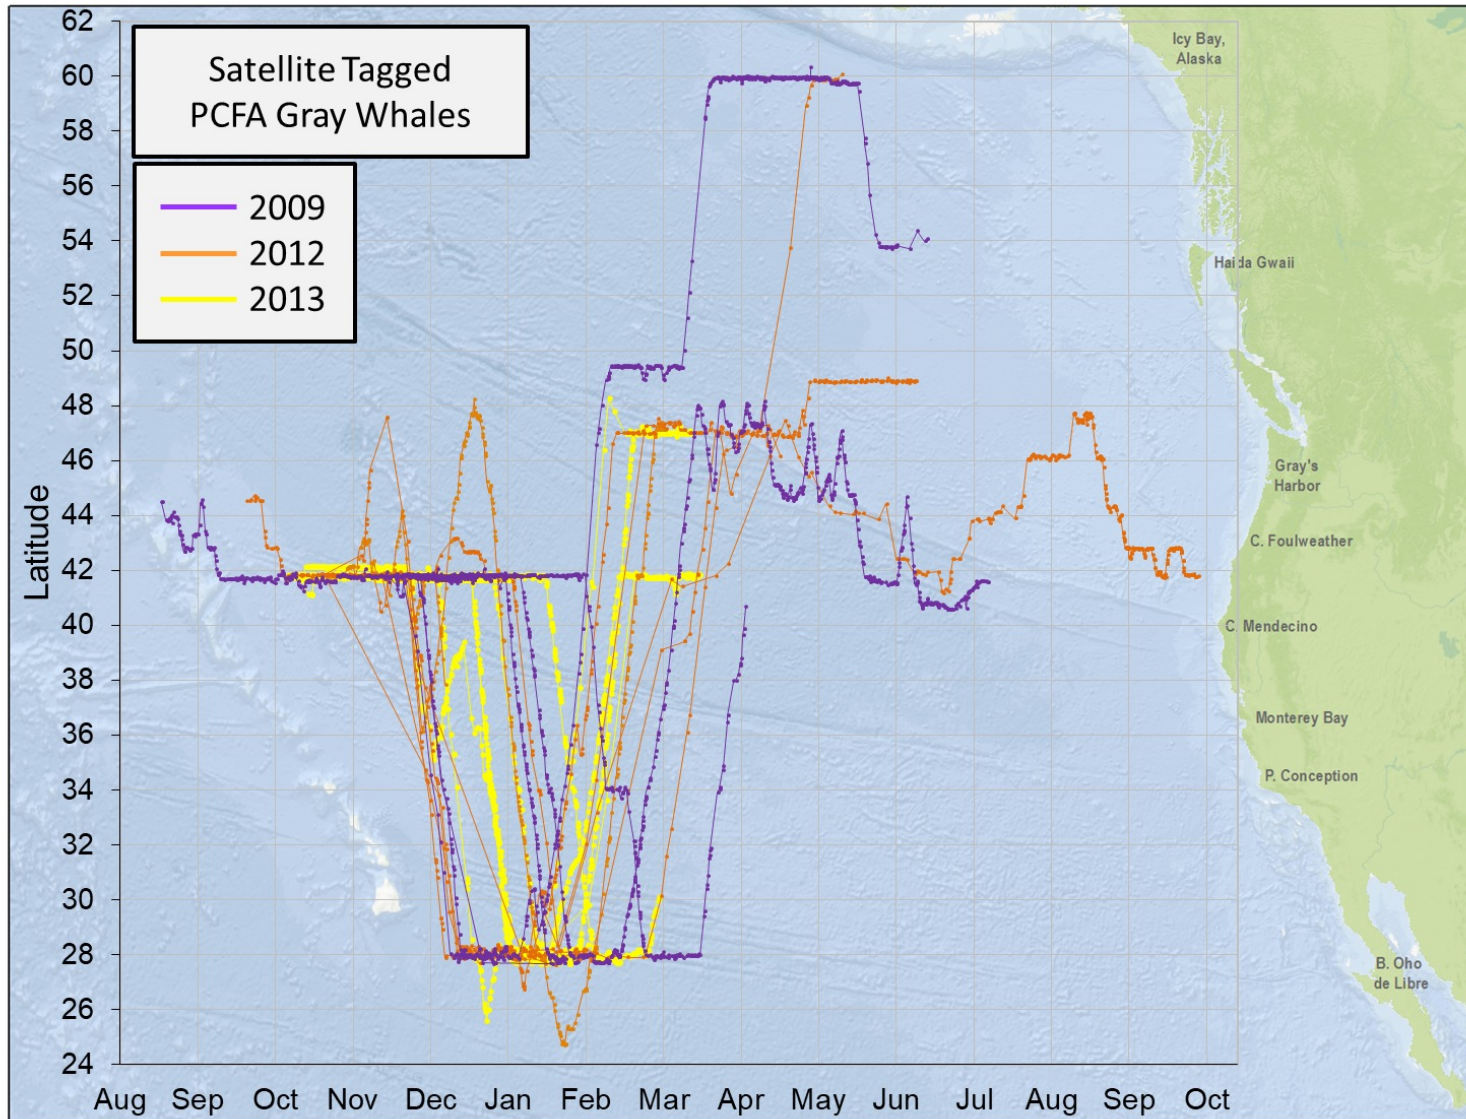 Satellite Tagged
PCFA Gray Whales
2009
2012
2013
Latitude
62
60
58
56
54
52
50
48
46
44
42
40
38
36
34
32
30
28
26
24
Aug Sep Oct Nov Dec Jan Feb Mar Apr May Jun Jul Aug Sep Oct
Icy Bay,
Alaska
Haida Gwaii
Gray's
Harbor
C. Foulweather
C. Mendecino
Monterey Bay
P. Conception
B. Oho
de Libre